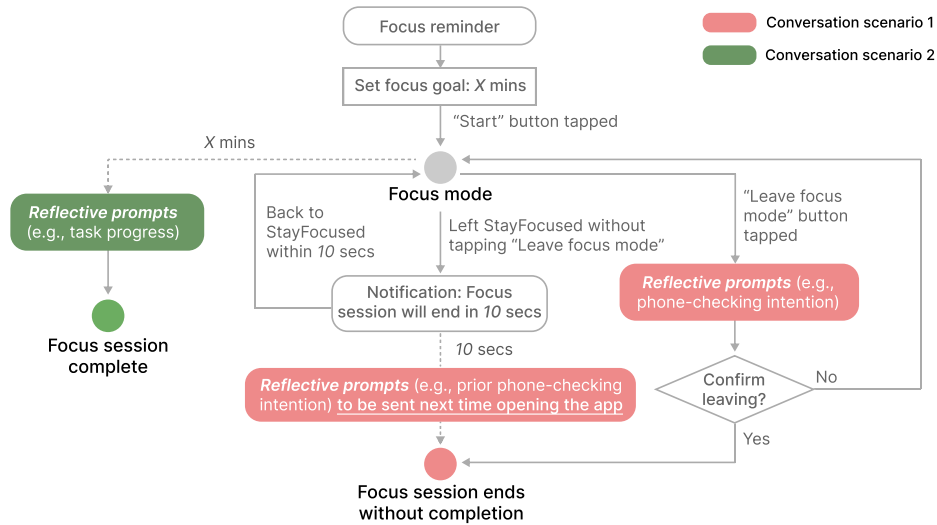 Focus reminder
Conversation scenario 1
Conversation scenario 2
Set focus goal: X mins
“Start” button tapped
X mins
Focus mode
Reflective prompts
(e.g., task progress)
Back to
StayFocused
within 10 secs
Left StayFocused without
tapping “Leave focus mode”
“Leave focus
mode” button
tapped
Notification: Focus
session will end in 10 secs
Reflective prompts (e.g.,
phone-checking intention)
Focus session
complete
10 secs
Reflective prompts (e.g., prior phone-checking
intention) to be sent next time opening the app
Confirm
leaving?
No
Yes
Focus session ends
without completion